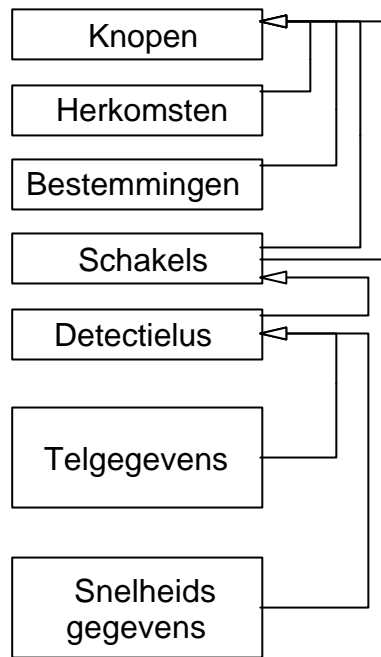 Knopen
Herkomsten
Bestemmingen
Schakels
Detectielus
Telgegevens
Snelheids
gegevens